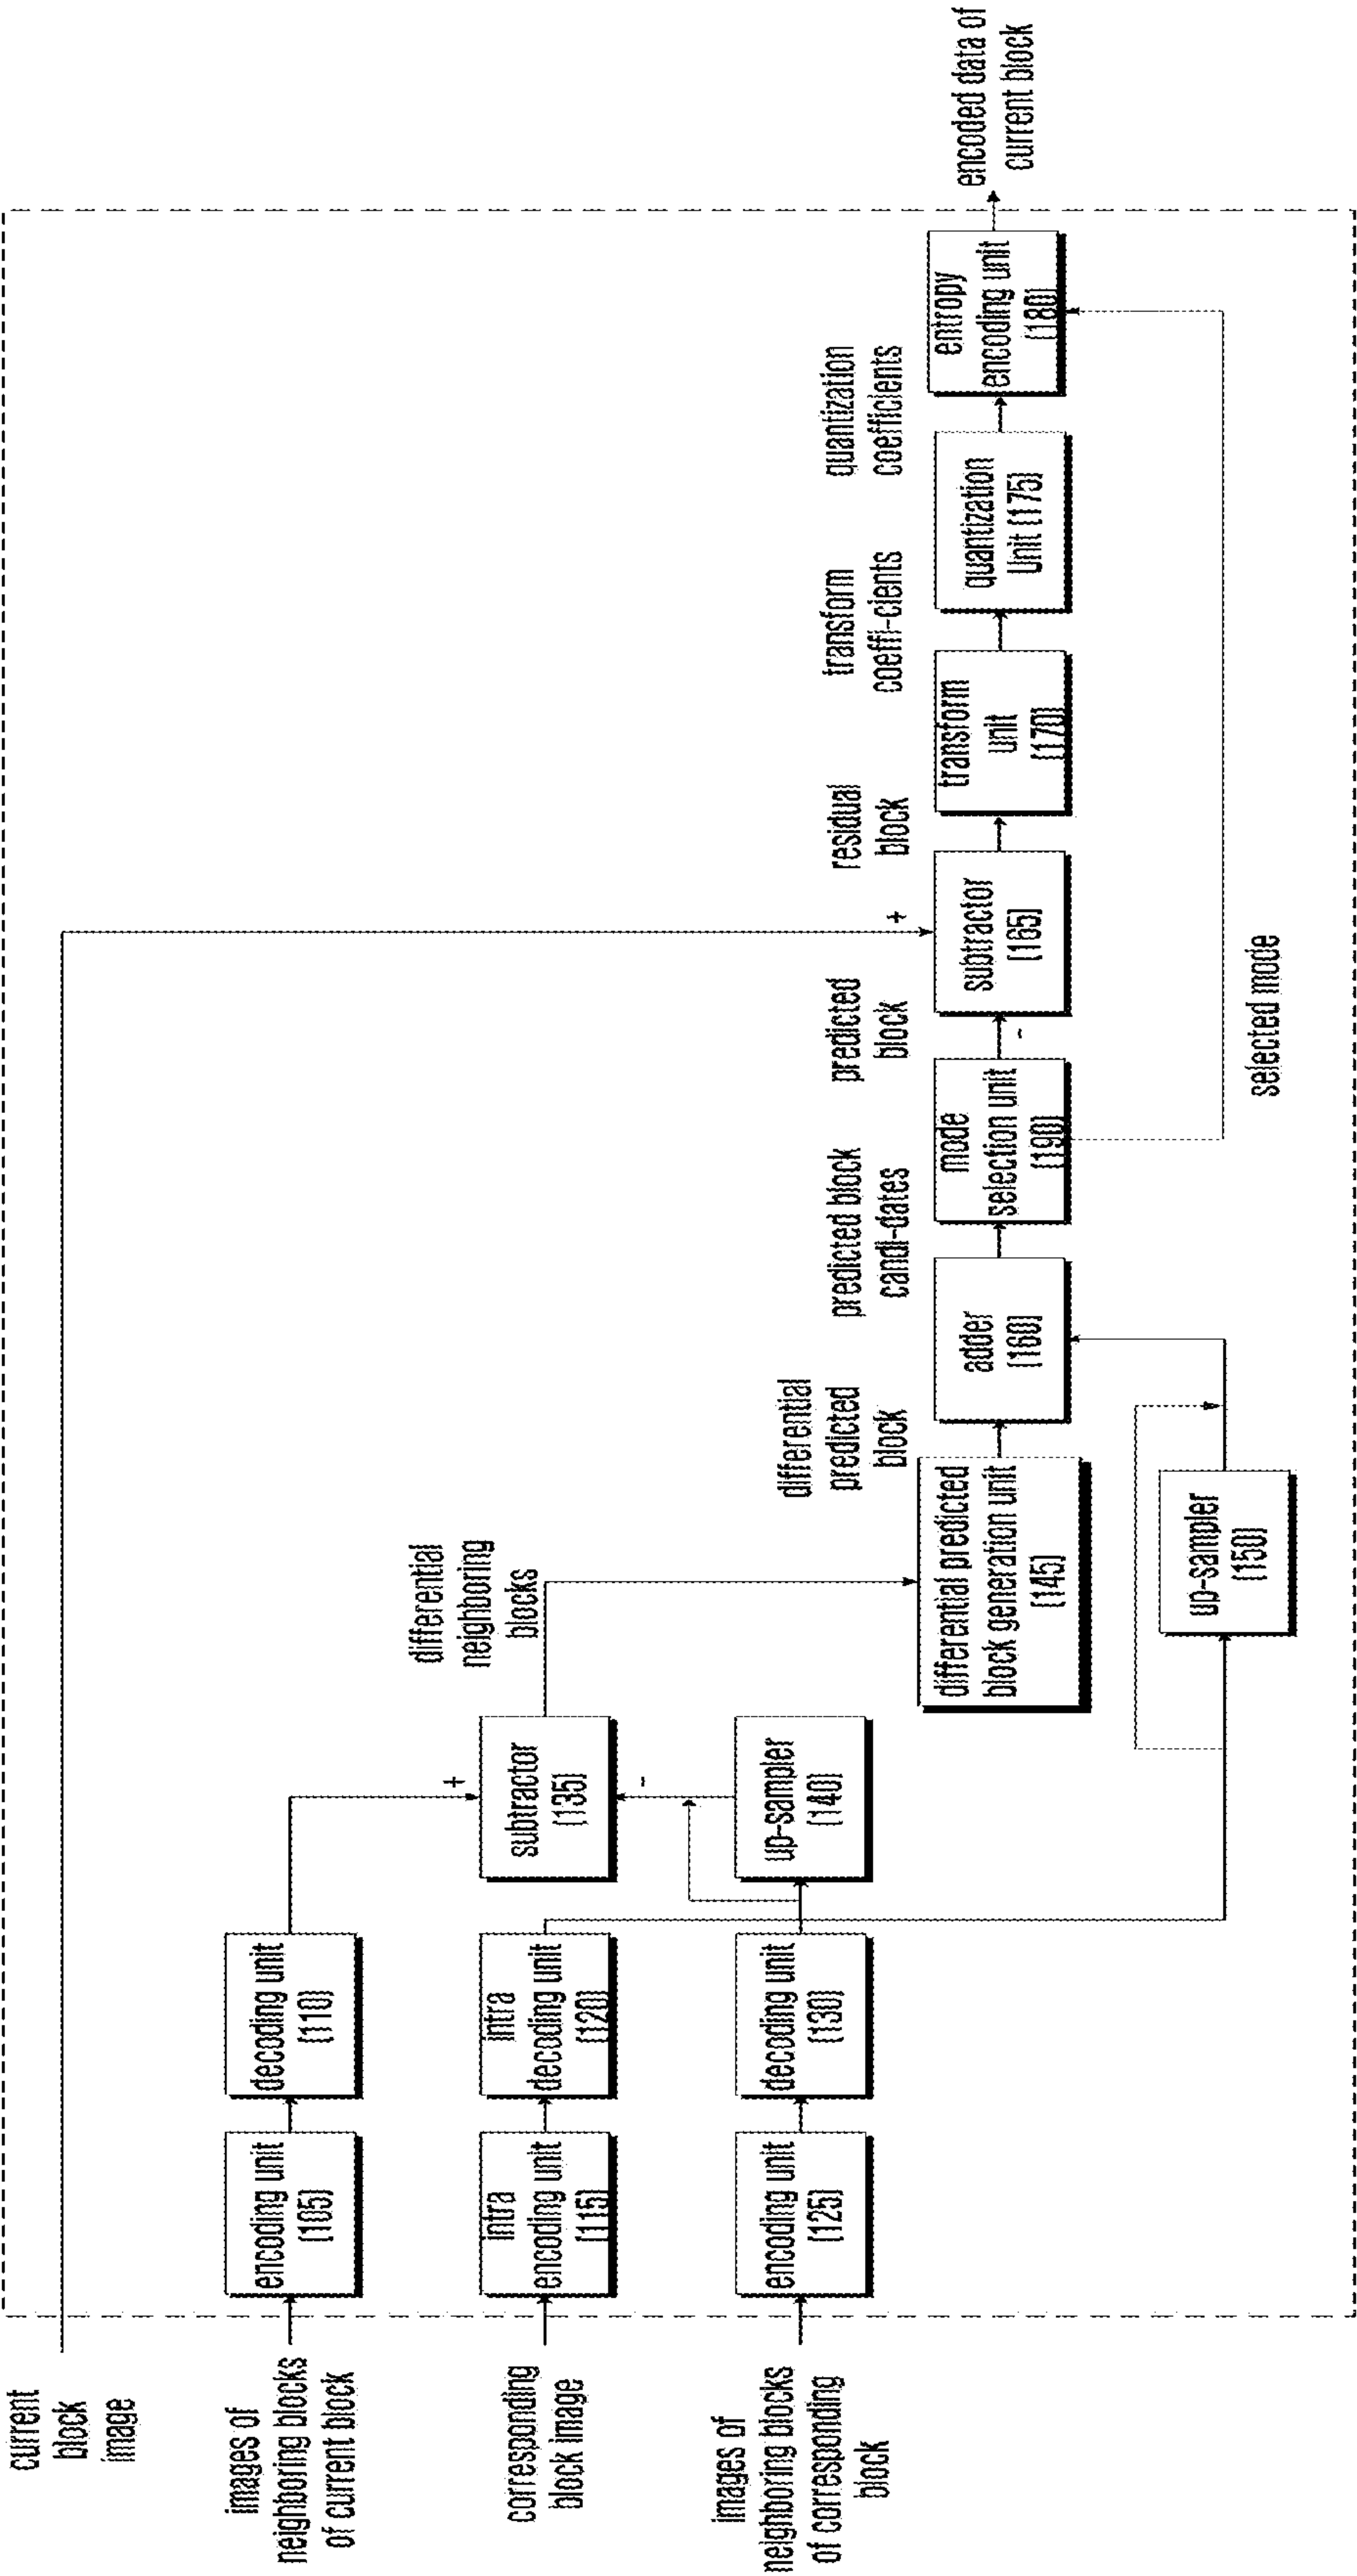 current
block
image
images of
neighboring blocks
of current block
corresponding
block image
images of
neighboring blocks
of corresponding
block
encoding unit
(105)
decoding unit
(110)
intra
encoding unit
(115)
intra
decoding unit
(120)
encoding unit
(125)
decoding unit
(130)
+
subtractor
(135)
-
up-sampler
(140)
differential
neighboring
blocks
differential predicted
block generation unit
(145)
up-sampler
(150)
differential
predicted
block
adder
(160)
predicted block
candi-dates
mode
selection unit
(190)
selected mode
predicted
block
-
+
subtractor
(165)
residual
block
transform
unit
(170)
transform
coeffi-cients
quantization
Unit (175)
quantization
coefficients
entropy
encoding unit
(180)
encoded data of
current block